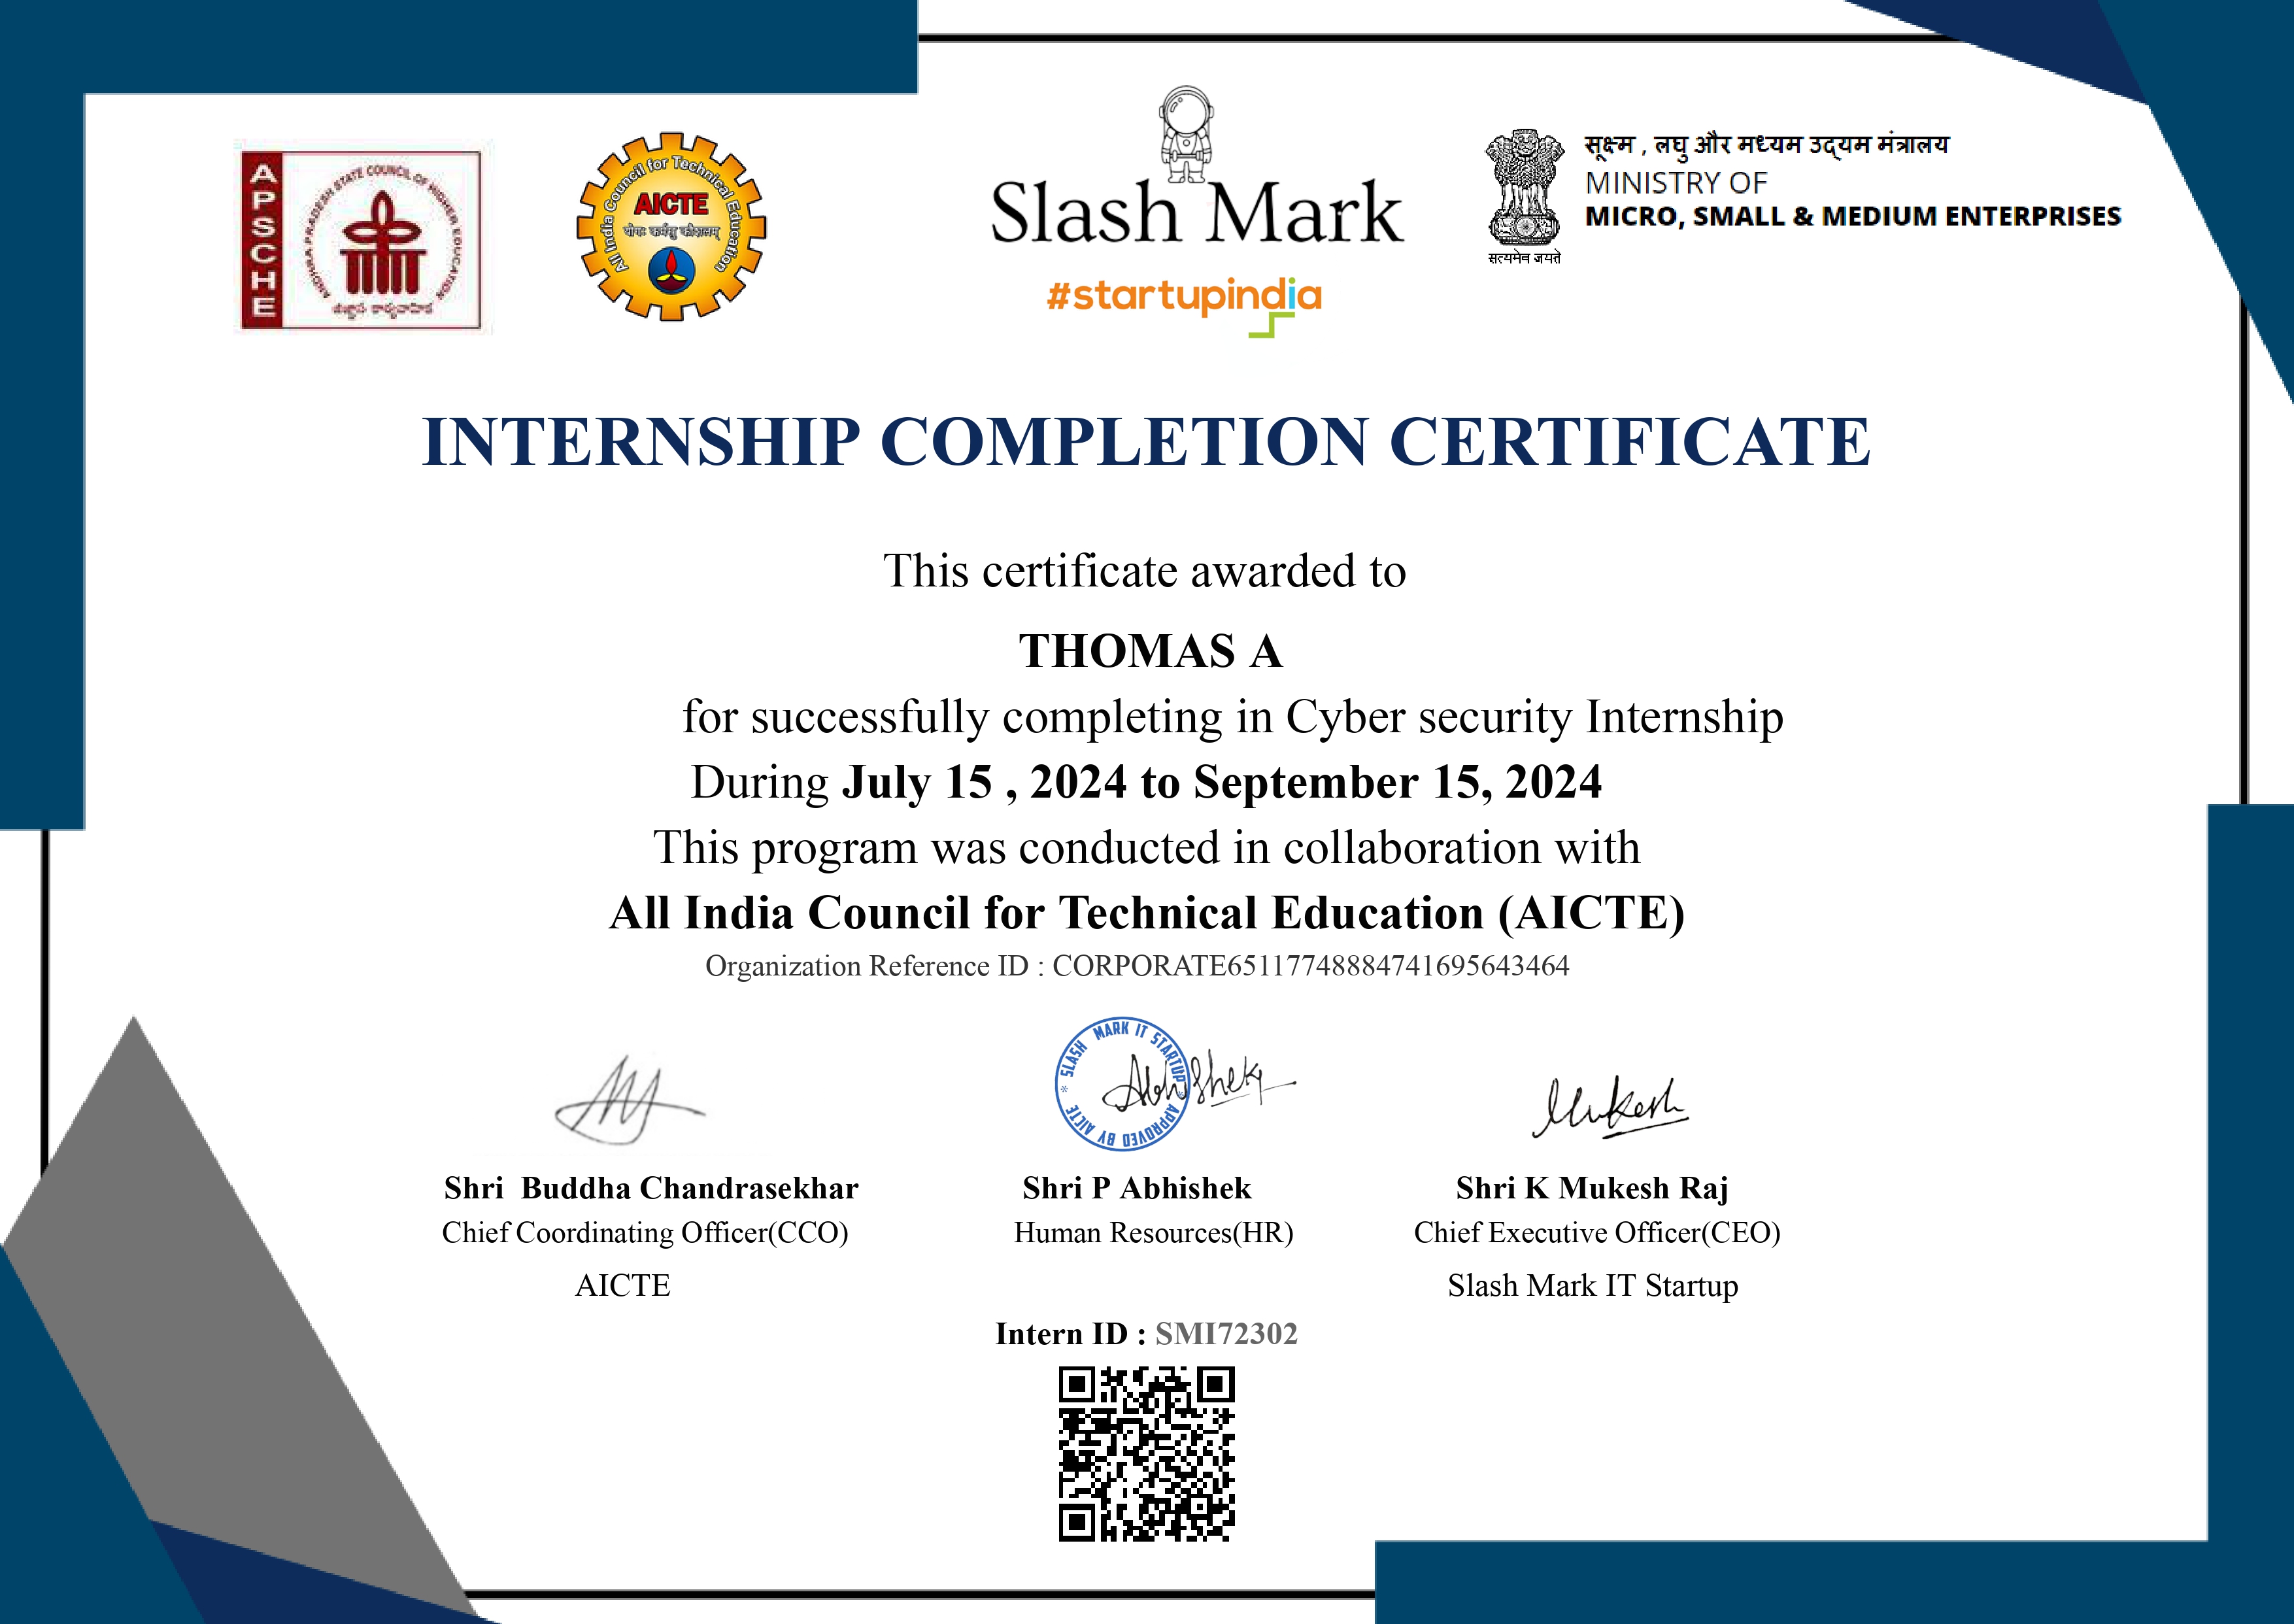 APSCHE
ANDHRA PRADESH STATE COUNCIL OF HIGHER EDUCATION
All India Council for Technical Education
AICTE
योगः कर्मसु कौशलम्
Slash Mark
#startupindia
सत्यमेव जयते
सूक्ष्म , लघु और मध्यम उद्यम मंत्रालय
MINISTRY OF
MICRO, SMALL & MEDIUM ENTERPRISES
INTERNSHIP COMPLETION CERTIFICATE
This certificate awarded to
THOMAS A
for successfully completing in Cyber security Internship
During July 15 , 2024 to September 15, 2024
This program was conducted in collaboration with
All India Council for Technical Education (AICTE)
Organization Reference ID : CORPORATE65117748884741695643464
* SLASH MARK IT STARTUP * APPROVED BY AICTE
Abhishek
Mukesh
Shri Buddha Chandrasekhar
Chief Coordinating Officer(CCO)
AICTE
Shri P Abhishek
Human Resources(HR)
Shri K Mukesh Raj
Chief Executive Officer(CEO)
Slash Mark IT Startup
Intern ID : SMI72302